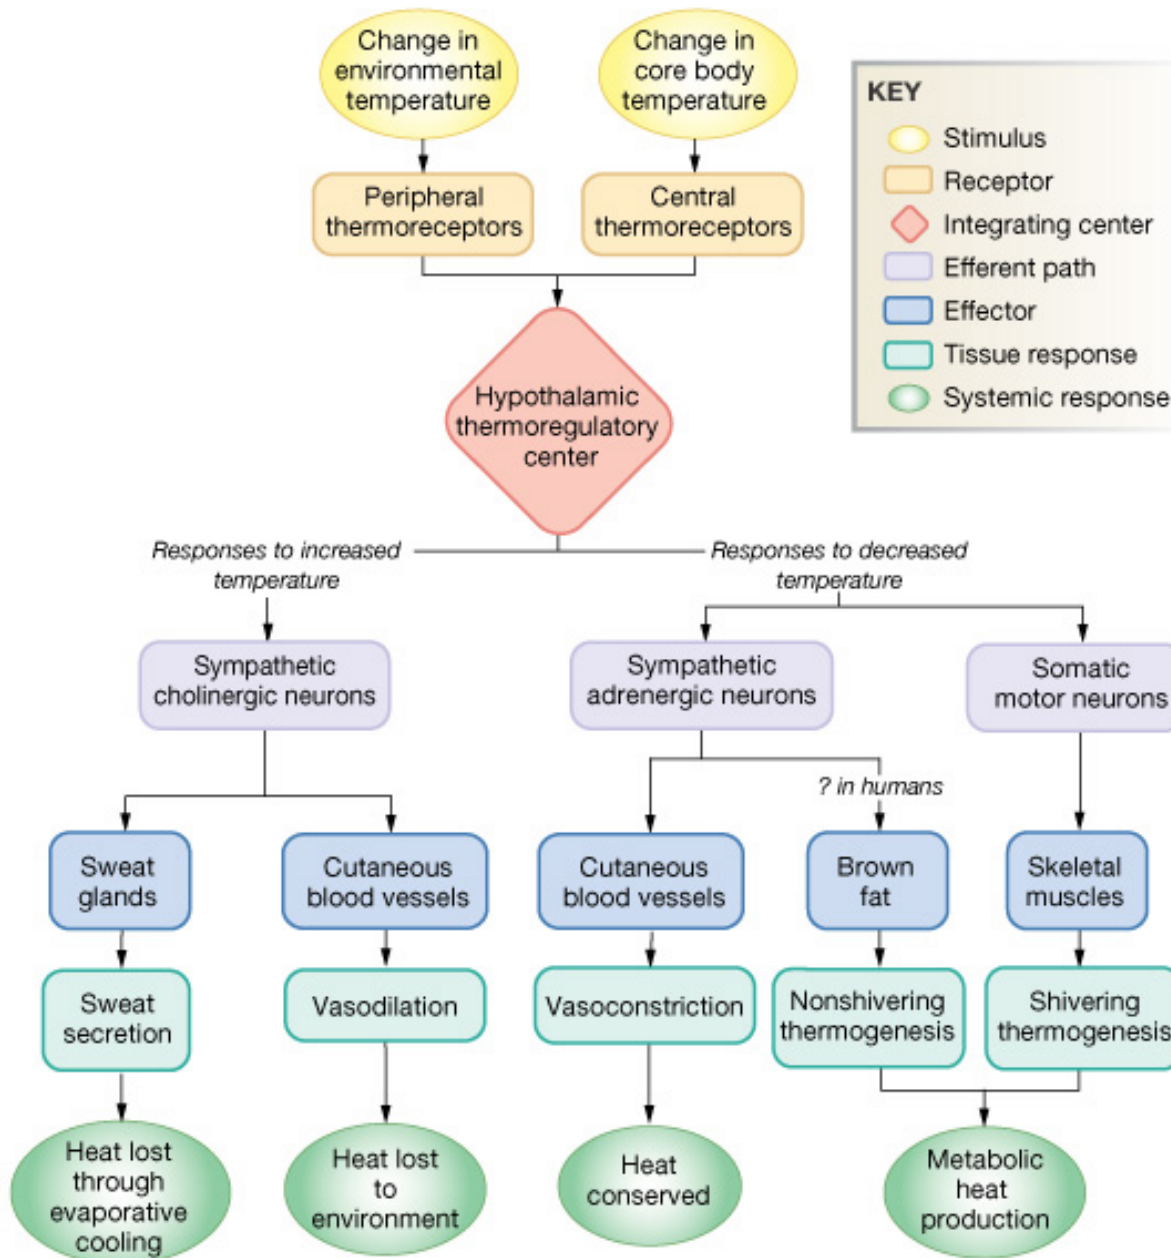 Change in
environmental
temperature
Change in
core body
temperature
KEY
Stimulus
Receptor
Integrating center
Efferent path
Effector
Tissue response
Systemic response
Peripheral
thermoreceptors
Central
thermoreceptors
Hypothalamic
thermoregulatory
center
Responses to increased
temperature
Responses to decreased
temperature
Sympathetic
cholinergic neurons
Sympathetic
adrenergic neurons
Somatic
motor neurons
? in humans
Sweat
glands
Cutaneous
blood vessels
Cutaneous
blood vessels
Brown
fat
Skeletal
muscles
Sweat
secretion
Vasodilation
Vasoconstriction
Nonshivering
thermogenesis
Shivering
thermogenesis
Heat lost
through
evaporative
cooling
Heat lost
to
environment
Heat
conserved
Metabolic
heat
production